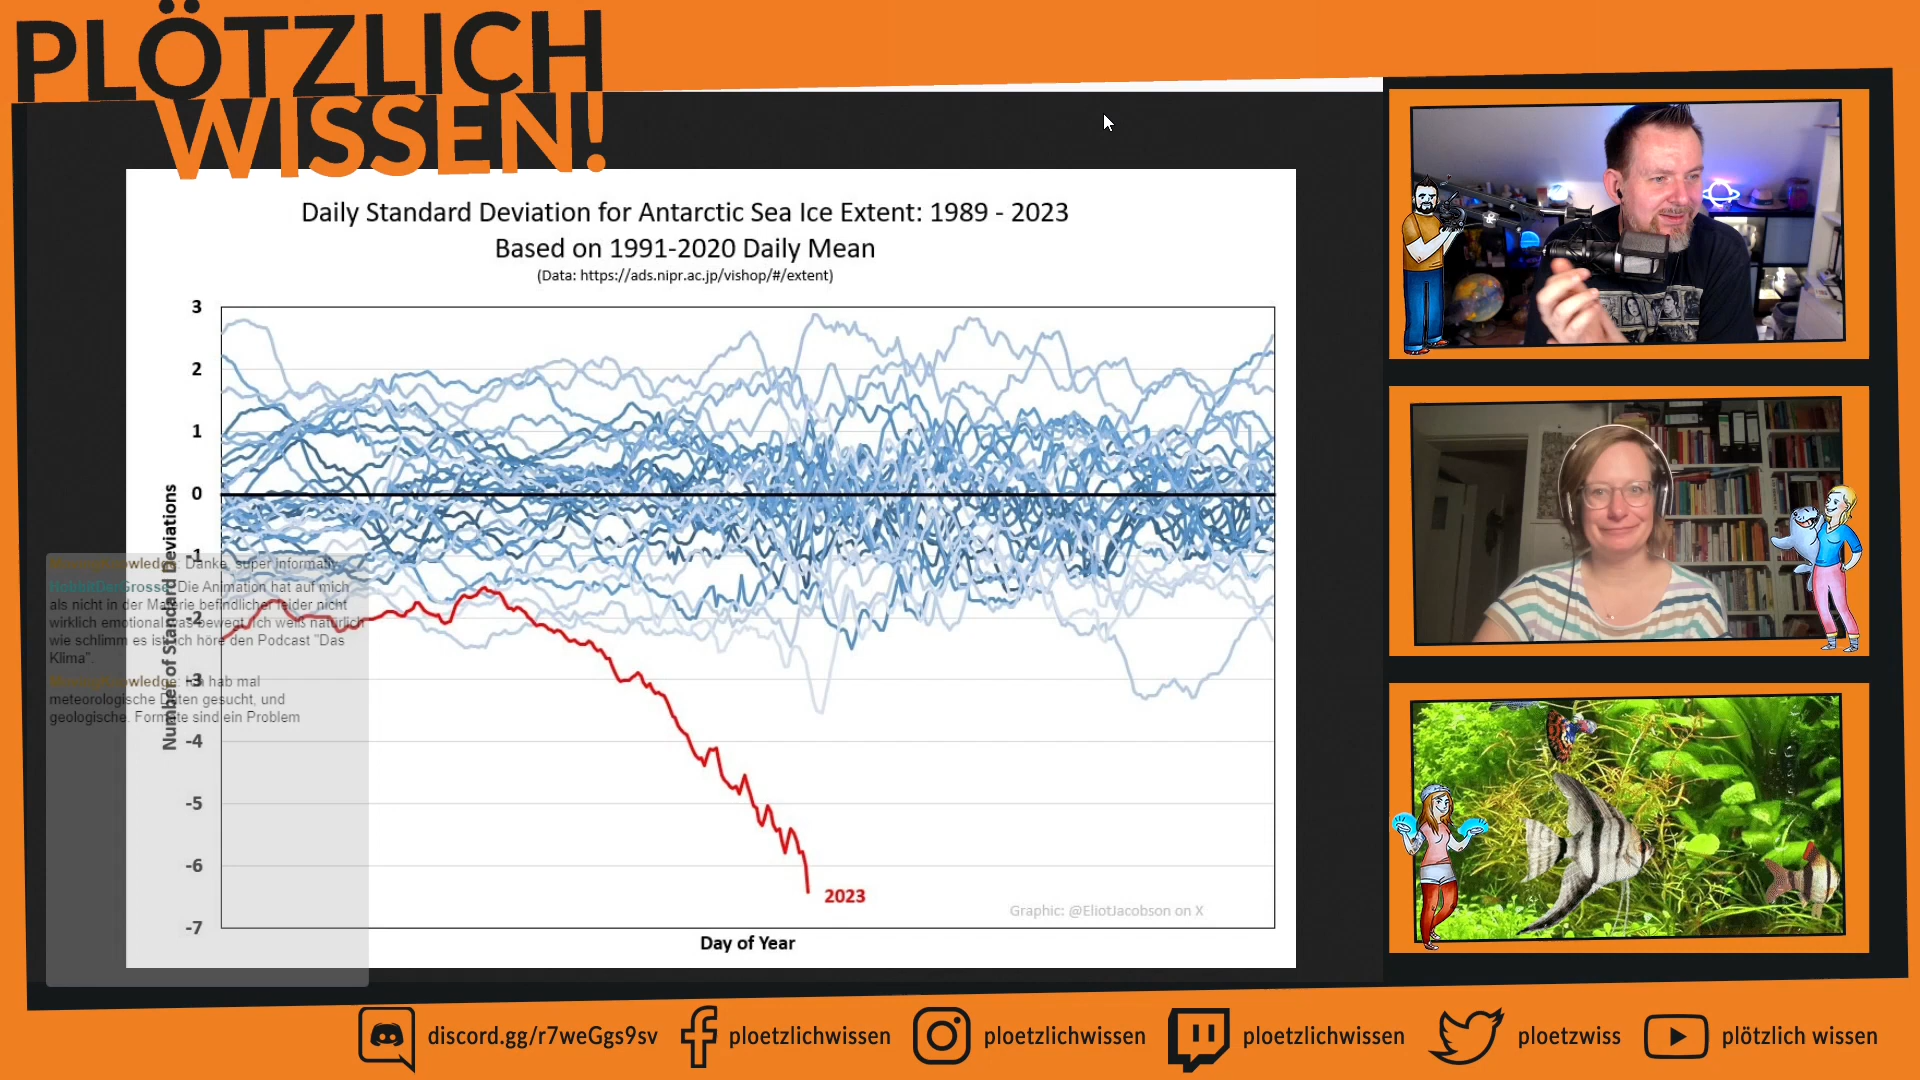 PLÖTZLICH
WISSEN!
Daily Standard Deviation for Antarctic Sea Ice Extent: 1989 - 2023
Based on 1991-2020 Daily Mean
(Data: https://ads.nipr.ac.jp/vishop/#/extent)
Number of Standard Deviations
3
2
1
0
-1
-2
-3
-4
-5
-6
-7
2023
Graphic: @EliotJacobson on X
Day of Year
Danke, super informativ
HobbitDerGrosse: Die Animation hat auf mich
als nicht in der Materie befindlicher leider nicht
wirklich emotional was bewegt. Ich weiß natürlich
wie schlimm es ist. Ich höre den Podcast "Das
Klima".
Ich hab mal
meteorologische Daten gesucht, und
geologische. Formate sind ein Problem
discord.gg/r7weGgs9sv
ploetzlichwissen
ploetzlichwissen
ploetzlichwissen
ploetzwiss
plötzlich wissen